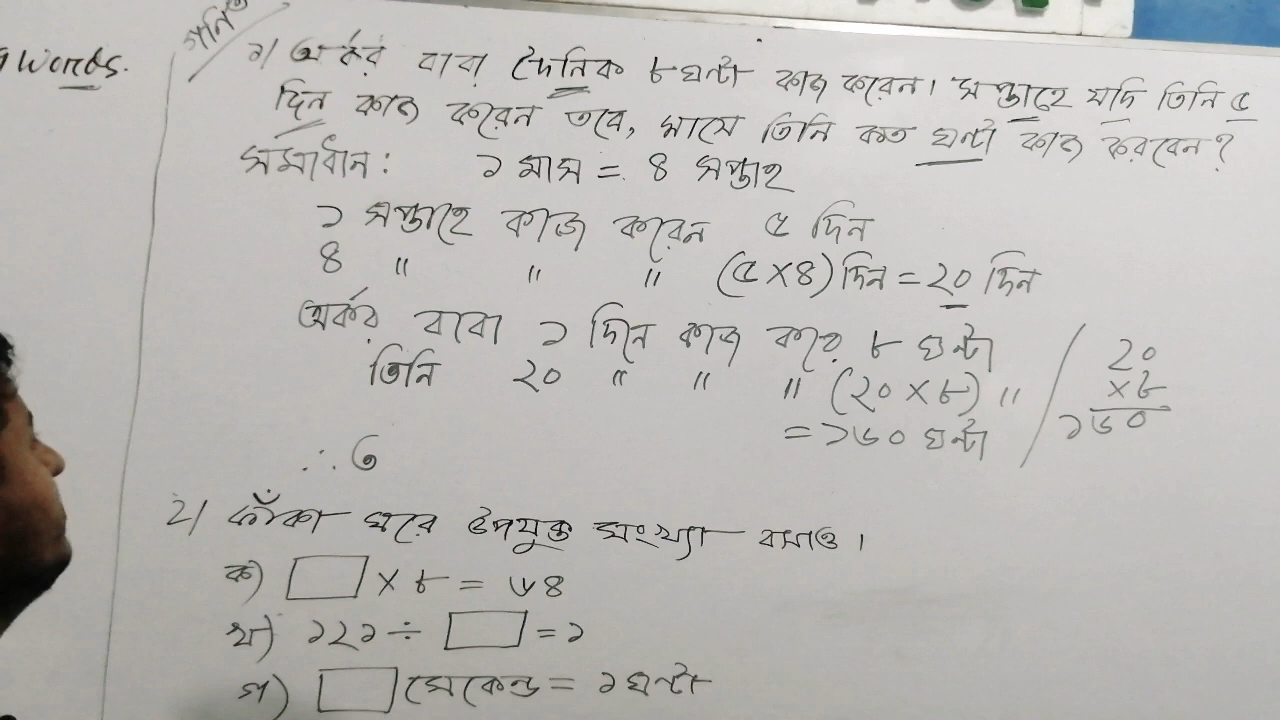 words.
গণিত
১) অর্কর বাবা দৈনিক ৮ ঘন্টা কাজ করেন। সপ্তাহে যদি তিনি ৫
দিন কাজ করেন তবে, মাসে তিনি কত ঘন্টা কাজ করবেন?
সমাধান: ১ মাস = ৪ সপ্তাহ
১ সপ্তাহে কাজ করেন ৫ দিন
৪ " " " (৫×৪) দিন = ২০ দিন
অর্কর বাবা ১ দিনে কাজ করে ৮ ঘন্টা
তিনি ২০ " " " (২০×৮) "
= ১৬০ ঘন্টা
২০
×৮
১৬০
∴ ত
২) ফাঁকা ঘরে উপযুক্ত সংখ্যা বসাও।
ক) □ × ৮ = ৬৪
খ) ১২১ ÷ □ = ১
গ) □ সেকেন্ড = ১ ঘন্টা